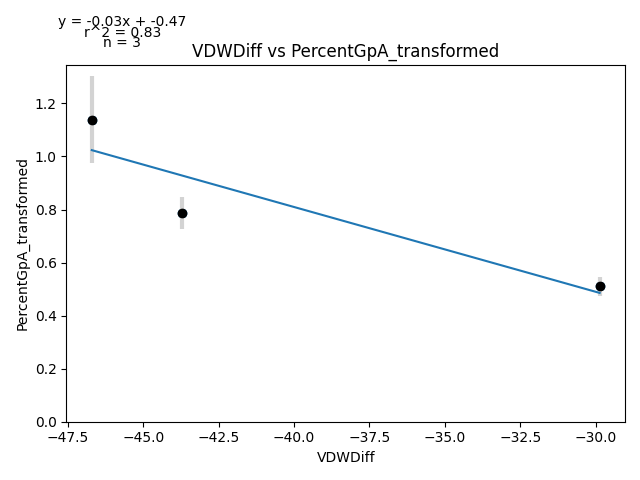 y = -0.03x + -0.47
r^2 = 0.83
n = 3
VDWDiff vs PercentGpA_transformed
PercentGpA_transformed
1.2
1.0
0.8
0.6
0.4
0.2
0.0
−47.5 −45.0 −42.5 −40.0 −37.5 −35.0 −32.5 −30.0
VDWDiff